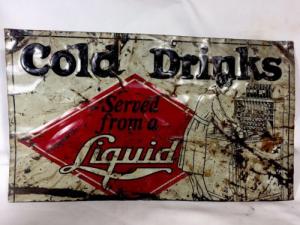 Cold Drinks
Served
from a
Liquid